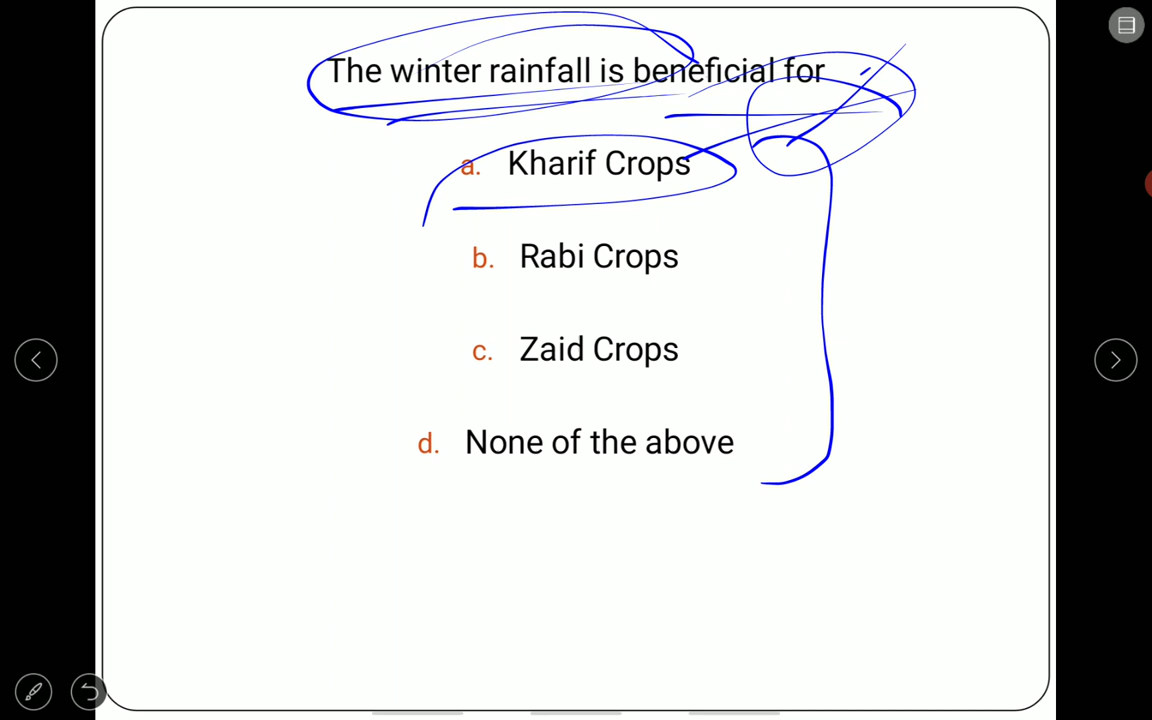 The winter rainfall is beneficial for
a. Kharif Crops
b. Rabi Crops
c. Zaid Crops
d. None of the above